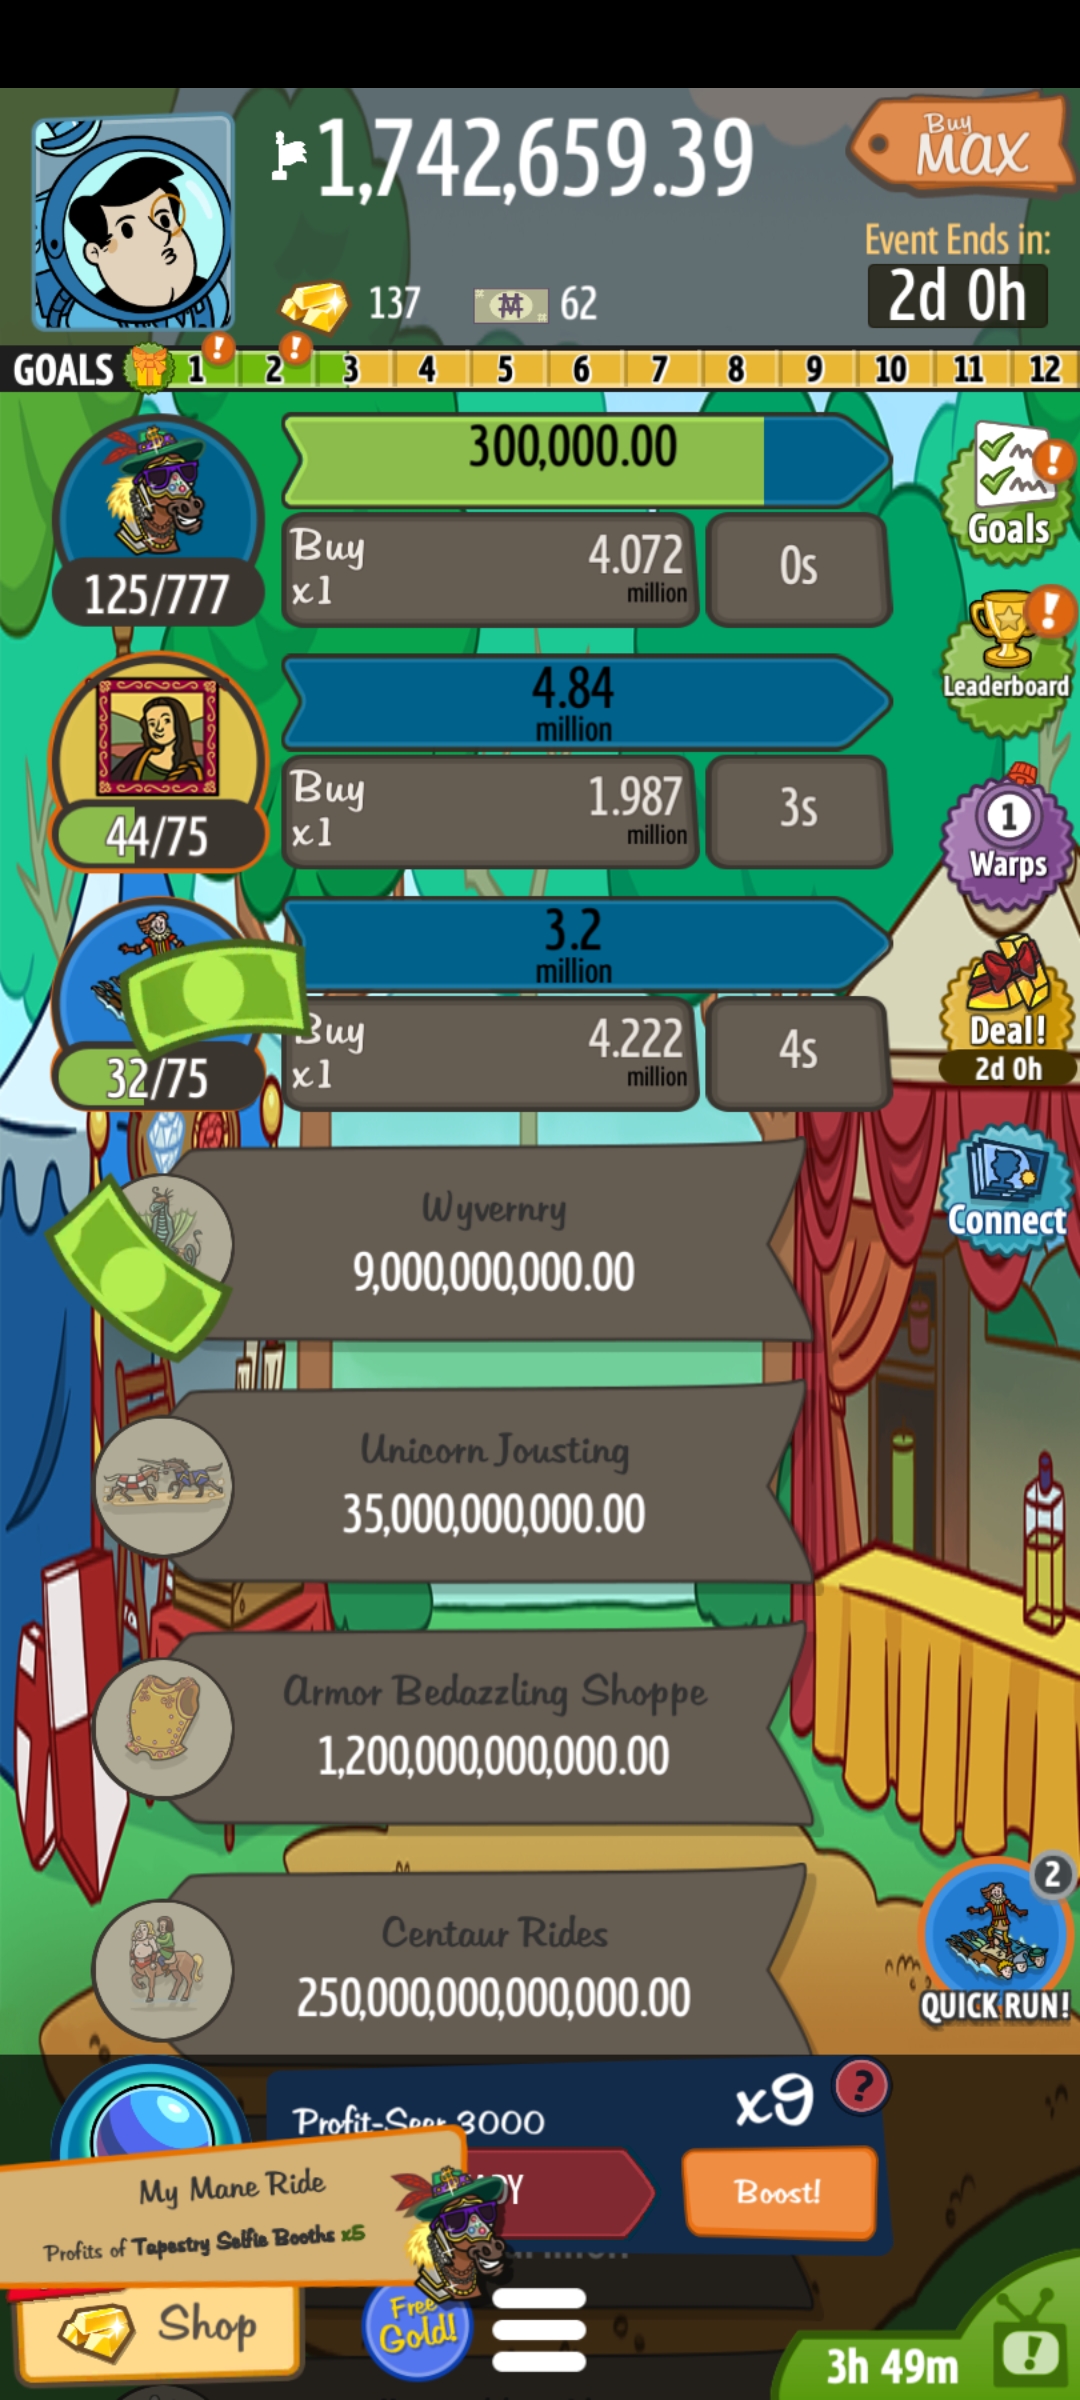 1,742,659.39
Buy
MAX
Event Ends in:
2d 0h
137
62
GOALS 1 2 3 4 5 6 7 8 9 10 11 12
300,000.00
Buy
x1
4.072
million
0s
125/777
Goals
4.84
million
Buy
x1
1.987
million
3s
44/75
Leaderboard
1
Warps
3.2
million
Buy
x1
4.222
million
4s
32/75
Deal!
2d 0h
Wyvernry
9,000,000,000.00
Connect
Unicorn Jousting
35,000,000,000.00
Armor Bedazzling Shoppe
1,200,000,000,000.00
Centaur Rides
250,000,000,000,000.00
2
QUICK RUN!
Profit-Seer 3000
x9
?
Boost!
My Mane Ride
Profits of Tapestry Selfie Booths x5
Shop
Free
Gold!
3h 49m